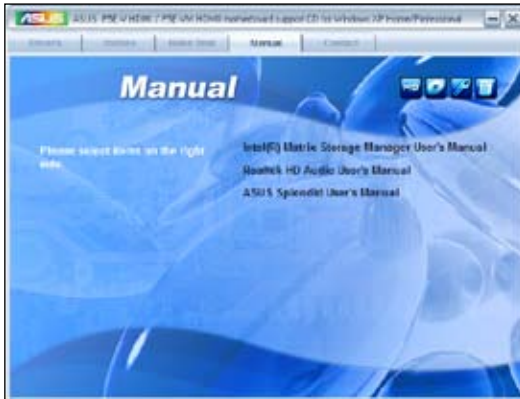 ASUS ASUS P5E-V HDMI / P5E-VM HDMI motherboard support CD for Windows XP Home/Professional
Drivers Utilities Make Disk Manual Contact
Manual
Please select items on the right
side.
Intel(R) Matrix Storage Manager User's Manual
Realtek HD Audio User's Manual
ASUS Splendid User's Manual